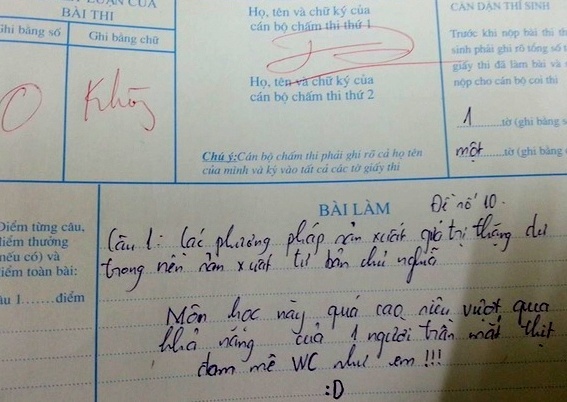 LUẬN CỦA
BÀI THI
Ghi bằng số
Ghi bằng chữ
0
Không
Họ, tên và chữ ký của
cán bộ chấm thi thứ 1
Họ, tên và chữ ký của
cán bộ chấm thi thứ 2
Chú ý: Cán bộ chấm thi phải ghi rõ cả họ tên
của mình và ký vào tất cả các tờ giấy thi
CĂN DẶN THÍ SINH
Trước khi nộp bài thi th
sinh phải ghi rõ tổng số t
giấy thi đã làm bài và
nộp cho cán bộ coi thi
1 tờ (ghi bằng s
một tờ (ghi bằng
Điểm từng câu,
điểm thưởng
(nếu có) và
điểm toàn bài:
âu 1......điểm
BÀI LÀM
Đề số 10.
Câu 1: Các phương pháp sản xuất giá trị thặng dư
trong nền sản xuất tư bản chủ nghĩa
Môn học này quá cao siêu vượt qua
khả năng của 1 người trần mắt thịt
đam mê WC như em !!!
:D